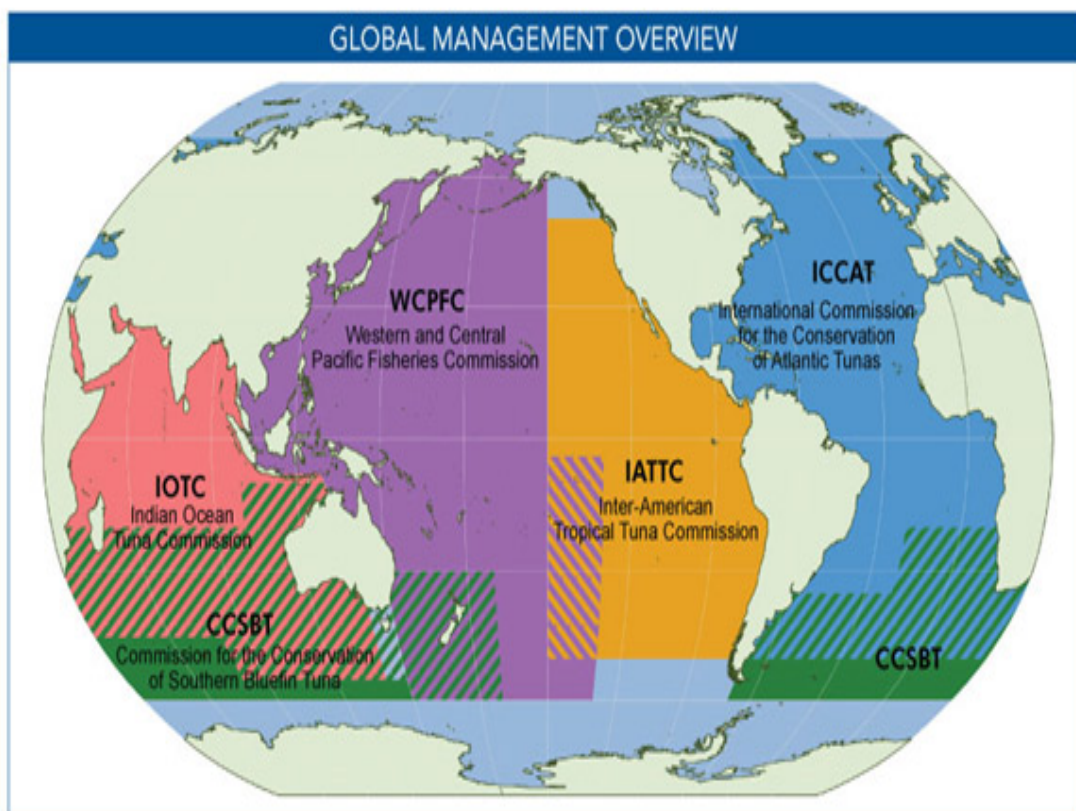 GLOBAL MANAGEMENT OVERVIEW
WCPFC
Western and Central
Pacific Fisheries Commission
ICCAT
International Commission
for the Conservation
of Atlantic Tunas
IOTC
Indian Ocean
Tuna Commission
IATTC
Inter-American
Tropical Tuna Commission
CCSBT
Commission for the Conservation
of Southern Bluefin Tuna
CCSBT